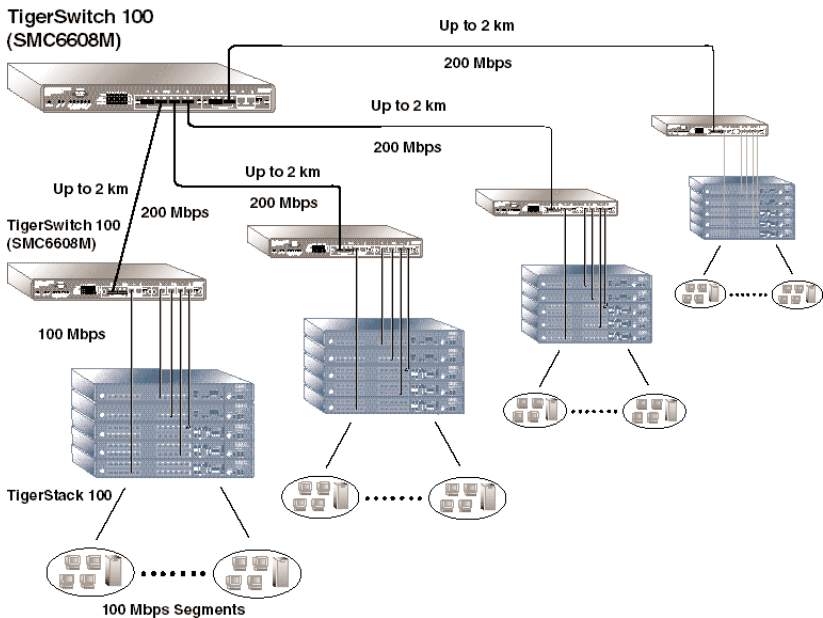 TigerSwitch 100
(SMC6608M)
Up to 2 km
200 Mbps
Up to 2 km
200 Mbps
Up to 2 km
200 Mbps
Up to 2 km
200 Mbps
TigerSwitch 100
(SMC6608M)
100 Mbps
TigerStack 100
100 Mbps Segments